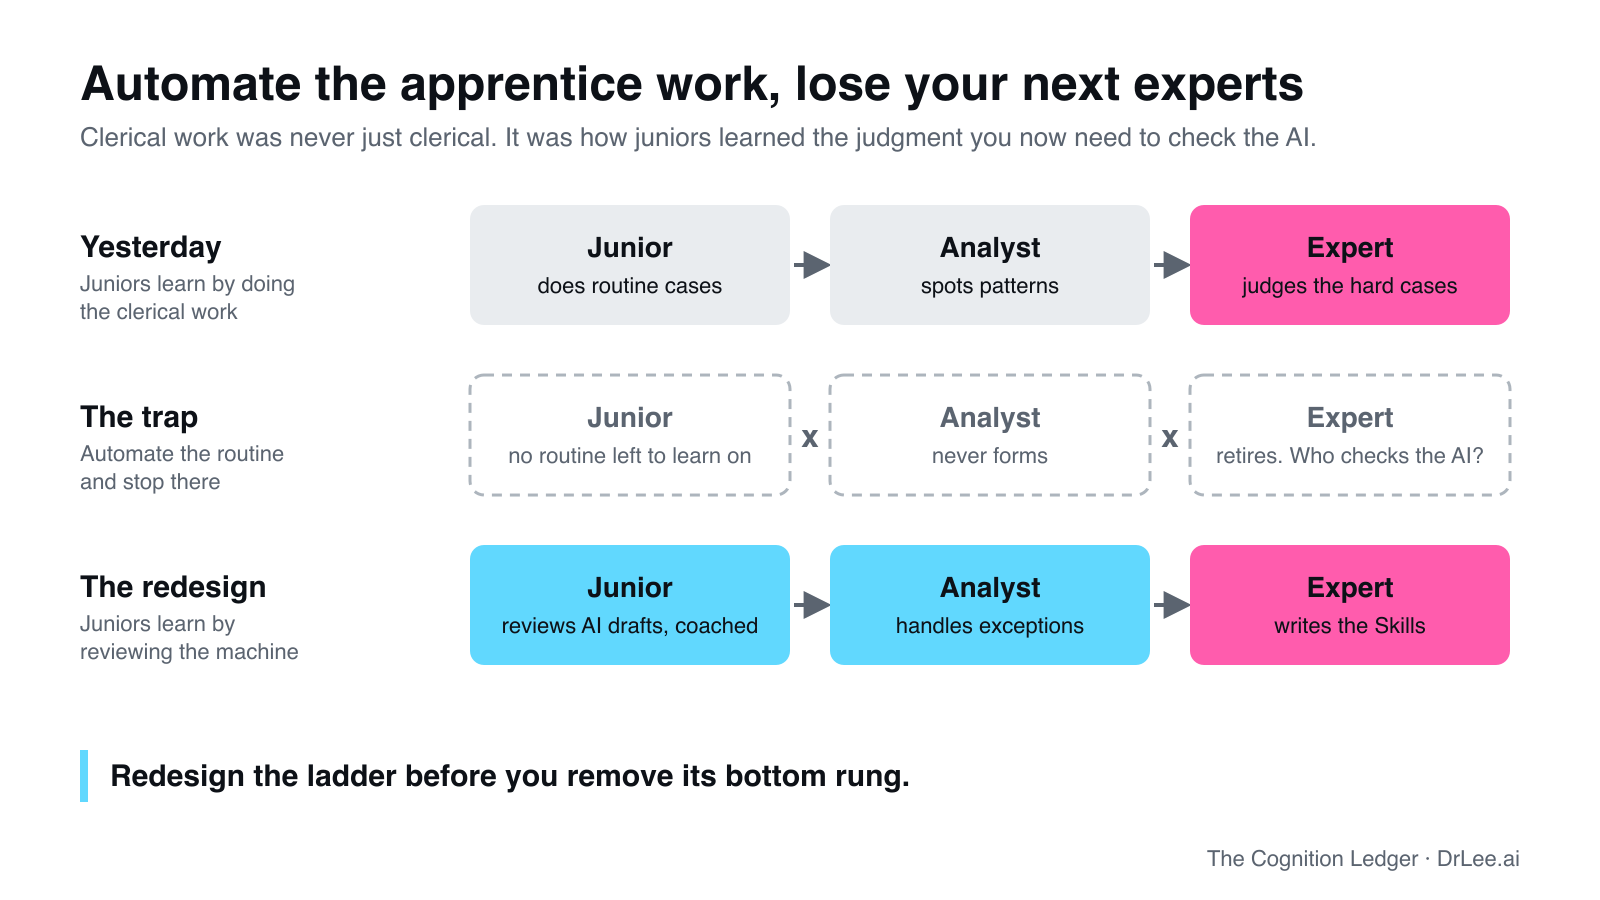 Automate the apprentice work, lose your next experts
Clerical work was never just clerical. It was how juniors learned the judgment you now need to check the AI.
Yesterday
Juniors learn by doing
the clerical work
Junior
does routine cases
Analyst
spots patterns
Expert
judges the hard cases
The trap
Automate the routine
and stop there
Junior
no routine left to learn on
x
Analyst
never forms
x
Expert
retires. Who checks the AI?
The redesign
Juniors learn by
reviewing the machine
Junior
reviews AI drafts, coached
Analyst
handles exceptions
Expert
writes the Skills
Redesign the ladder before you remove its bottom rung.
The Cognition Ledger · DrLee.ai